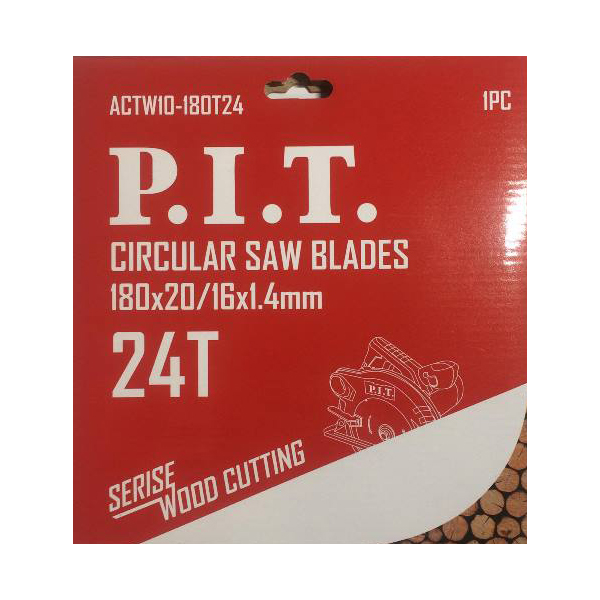 ACTW10-180T24
1PC
P.I.T.
CIRCULAR SAW BLADES
180x20/16x1.4mm
24T
P.I.T.
SERISE
WOOD CUTTING